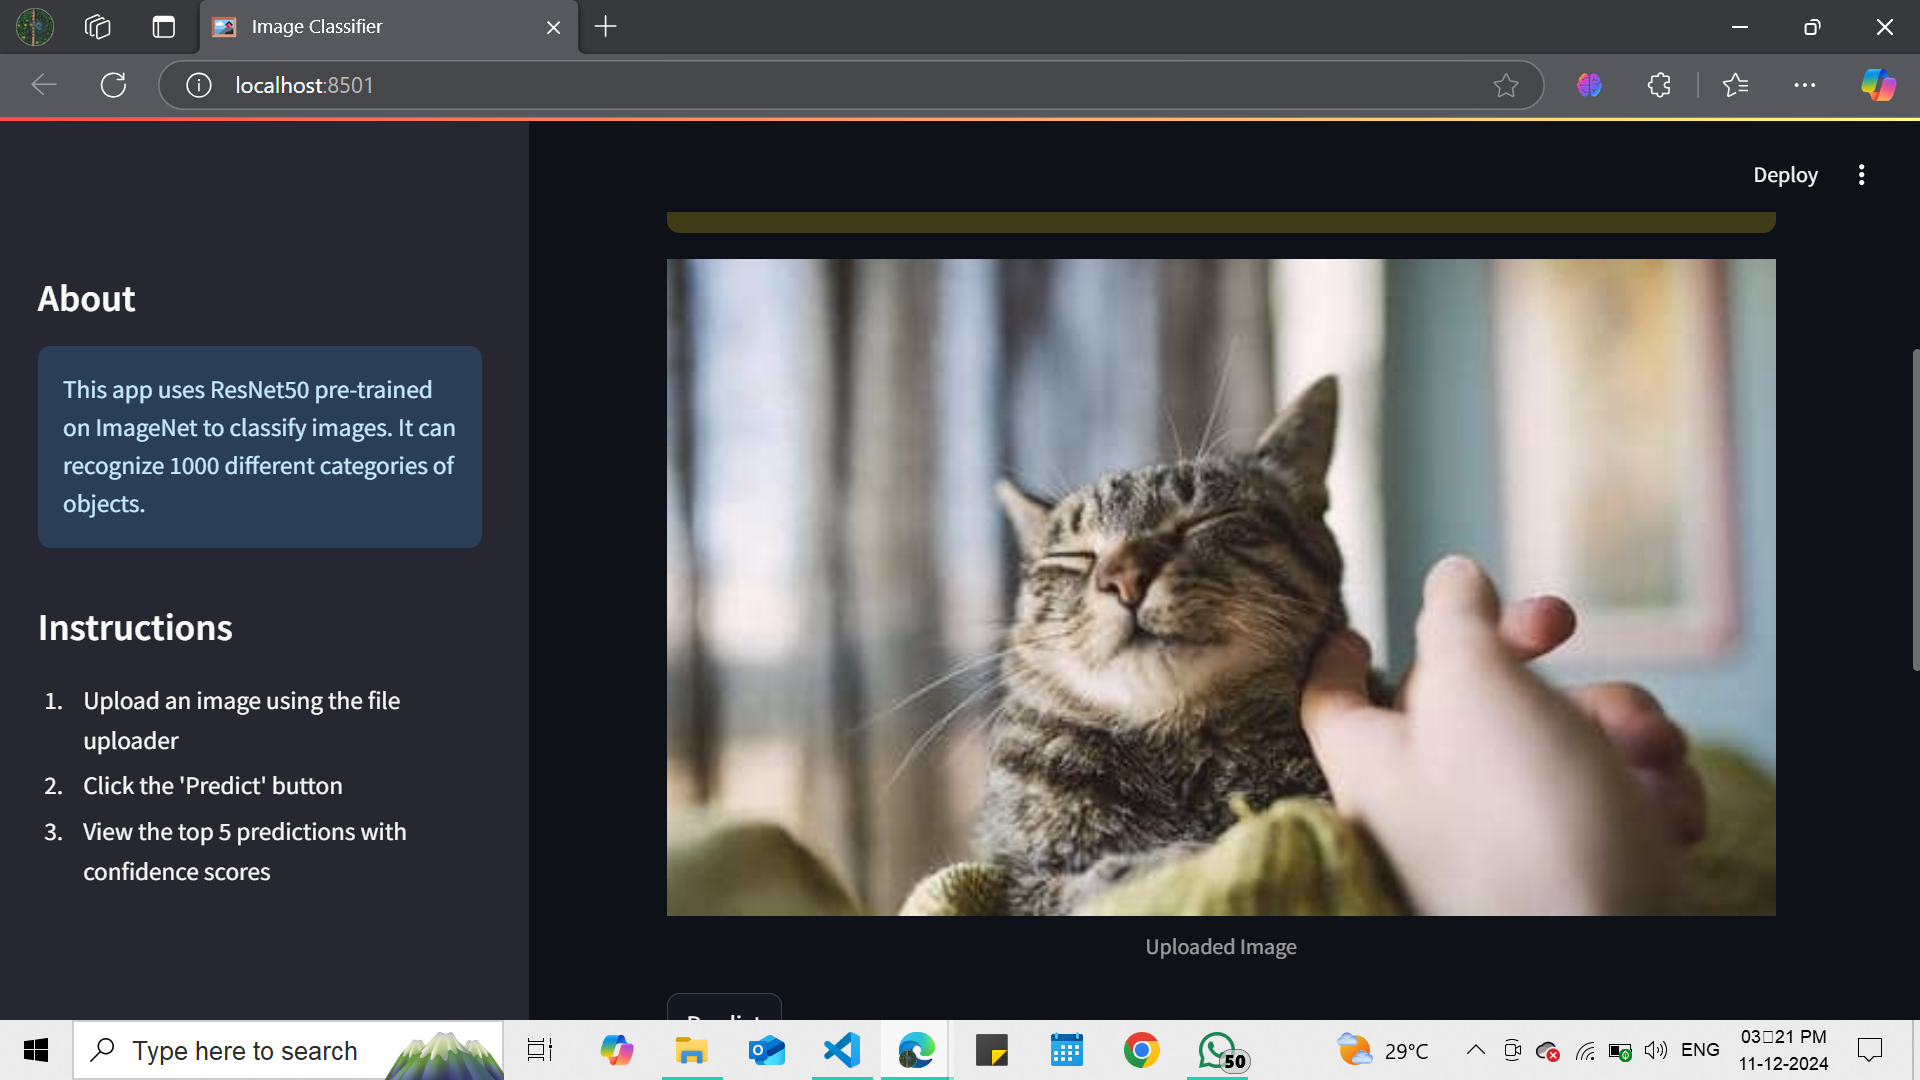 Image Classifier
localhost:8501
Deploy
About
This app uses ResNet50 pre-trained
on ImageNet to classify images. It can
recognize 1000 different categories of
objects.
Instructions
1. Upload an image using the file
uploader
2. Click the 'Predict' button
3. View the top 5 predictions with
confidence scores
Uploaded Image
Predict
Type here to search
50
29°C
ENG
03▯21 PM
11-12-2024